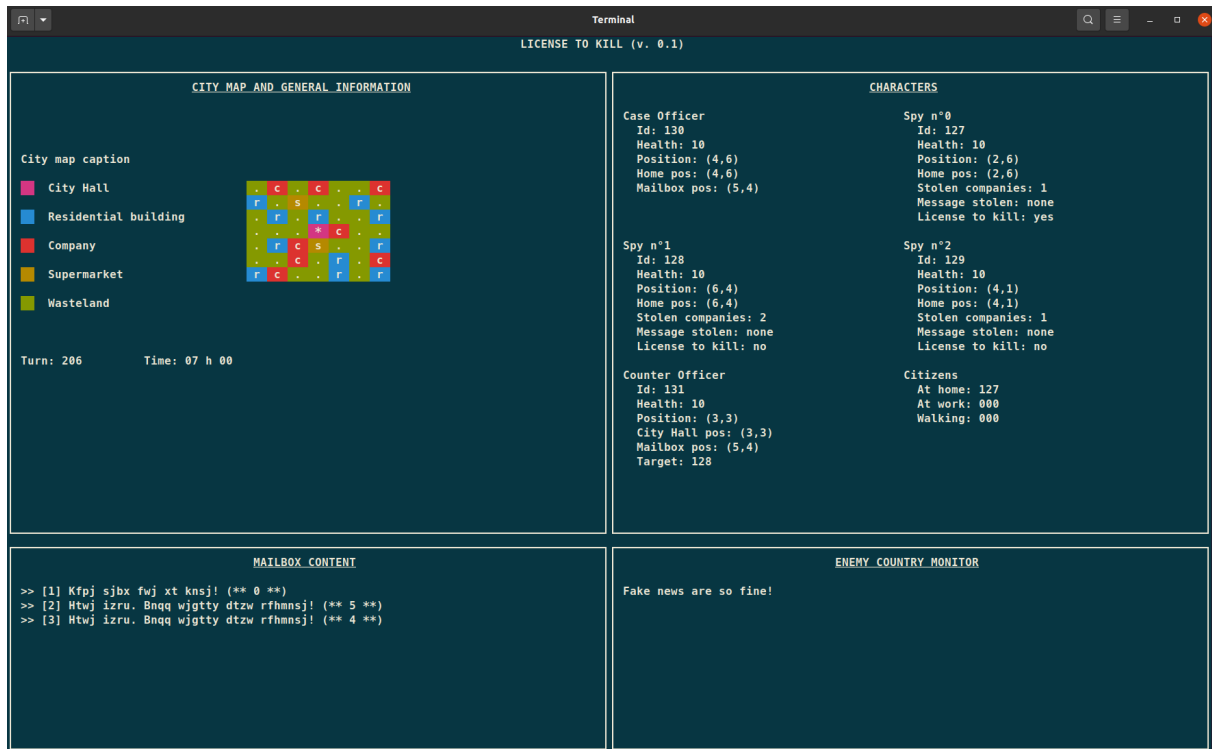 Terminal
LICENSE TO KILL (v. 0.1)
CITY MAP AND GENERAL INFORMATION
City map caption
City Hall
Residential building
Company
Supermarket
Wasteland
. c . c . . c
r . s . . r .
. r . r . . r
. . . * c . .
. r c s . . r
. . c . r . c
r c . . r . r
Turn: 206 Time: 07 h 00
CHARACTERS
Case Officer
Id: 130
Health: 10
Position: (4,6)
Home pos: (4,6)
Mailbox pos: (5,4)
Spy n°0
Id: 127
Health: 10
Position: (2,6)
Home pos: (2,6)
Stolen companies: 1
Message stolen: none
License to kill: yes
Spy n°1
Id: 128
Health: 10
Position: (6,4)
Home pos: (6,4)
Stolen companies: 2
Message stolen: none
License to kill: no
Spy n°2
Id: 129
Health: 10
Position: (4,1)
Home pos: (4,1)
Stolen companies: 1
Message stolen: none
License to kill: no
Counter Officer
Id: 131
Health: 10
Position: (3,3)
City Hall pos: (3,3)
Mailbox pos: (5,4)
Target: 128
Citizens
At home: 127
At work: 000
Walking: 000
MAILBOX CONTENT
>> [1] Kfpj sjbx fwj xt knsj! (** 0 **)
>> [2] Htwj izru. Bnqq wjgtty dtzw rfhmnsj! (** 5 **)
>> [3] Htwj izru. Bnqq wjgtty dtzw rfhmnsj! (** 4 **)
ENEMY COUNTRY MONITOR
Fake news are so fine!